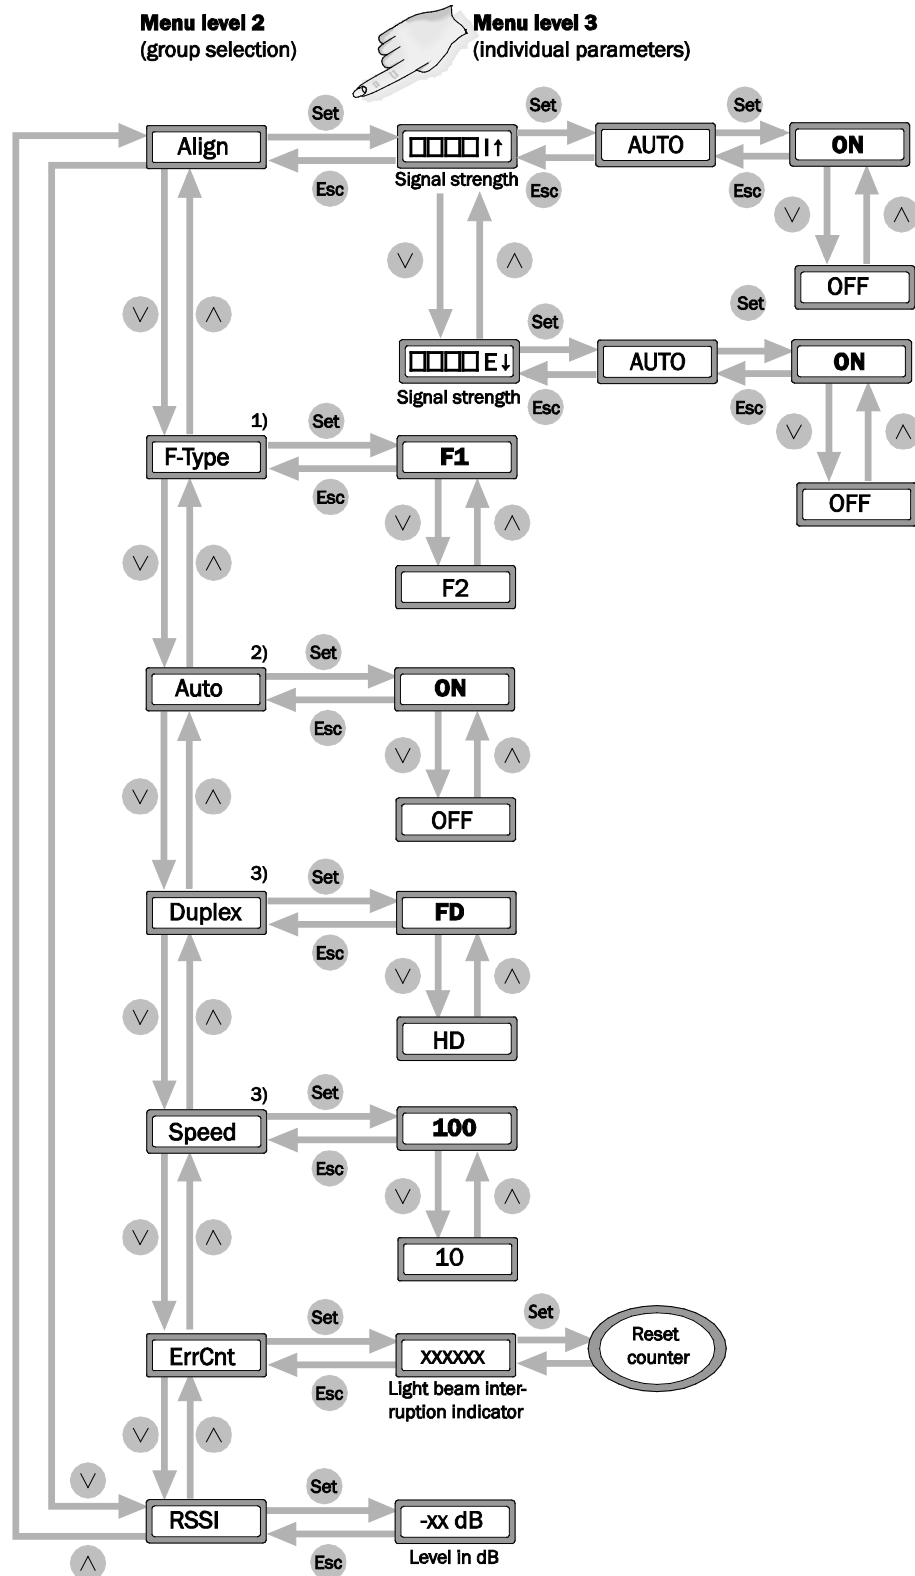 Menu level 2
(group selection)
Menu level 3
(individual parameters)
Set
Set
Set
Align
I↑
AUTO
ON
Signal strength
Esc
Esc
Esc
∨
∧
OFF
∨
∧
∨
∧
Set
Set
E↓
AUTO
ON
Signal strength
Esc
Esc
∨
∧
OFF
1)
Set
F-Type
F1
Esc
∨
∧
∨
∧
F2
2)
Set
Auto
ON
Esc
∨
∧
∨
∧
OFF
3)
Set
Duplex
FD
Esc
∨
∧
∨
∧
HD
3)
Set
Speed
100
Esc
∨
∧
∨
∧
10
Set
Set
ErrCnt
xxxxxx
Reset
counter
Esc
Light beam inter-
ruption indicator
∨
∧
∨
Set
RSSI
-xx dB
∧
Esc
Level in dB